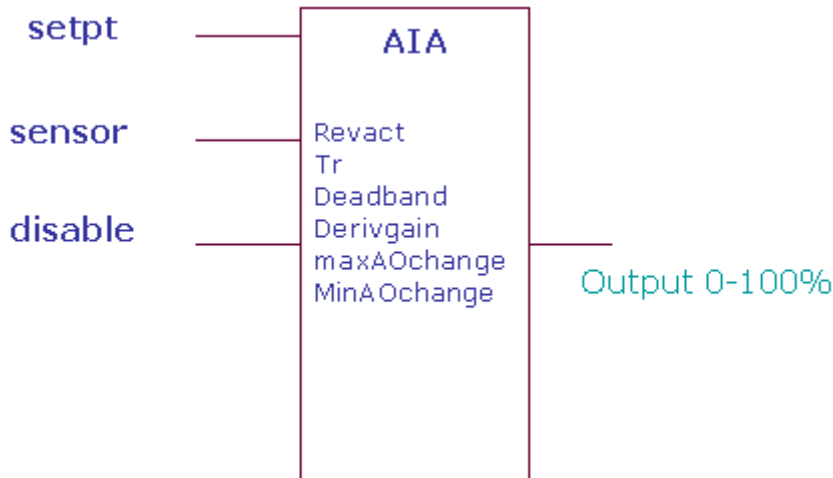 setpt
AIA
sensor
Revact
Tr
Deadband
disable
Derivgain
maxAOchange
MinAOchange
Output 0-100%